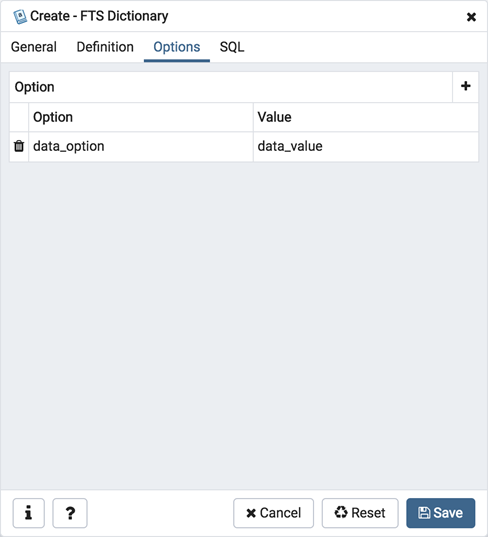 Create - FTS Dictionary
General Definition Options SQL
Option
Option Value
data_option data_value
Cancel Reset Save